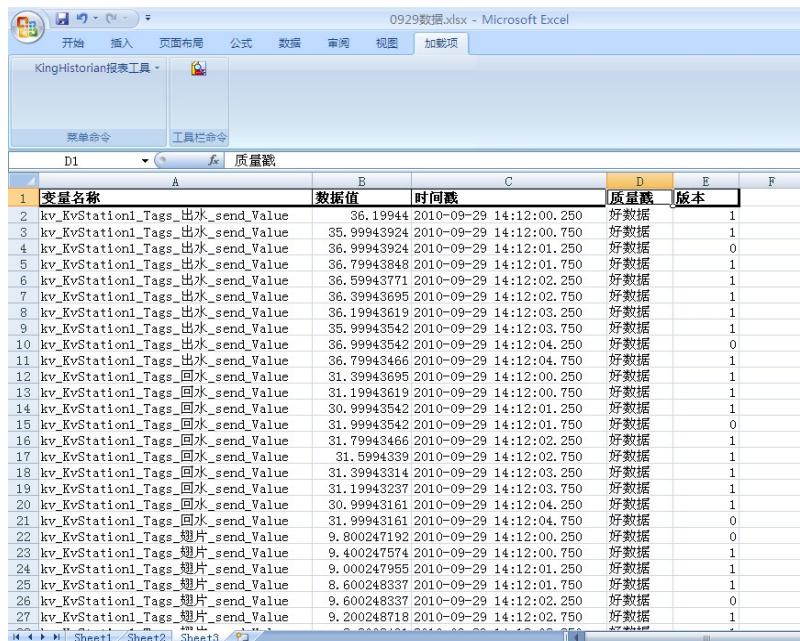 0929数据.xlsx - Microsoft Excel
开始 插入 页面布局 公式 数据 审阅 视图 加载项
KingHistorian报表工具
菜单命令 工具栏命令
D1 fx 质量戳
A B C D E F
1 变量名称 数据值 时间戳 质量戳 版本
2 kv_KvStation1_Tags_出水_send_Value 36.19944 2010-09-29 14:12:00.250 好数据 1
3 kv_KvStation1_Tags_出水_send_Value 35.99943924 2010-09-29 14:12:00.750 好数据 1
4 kv_KvStation1_Tags_出水_send_Value 36.99943924 2010-09-29 14:12:01.250 好数据 0
5 kv_KvStation1_Tags_出水_send_Value 36.79943848 2010-09-29 14:12:01.750 好数据 1
6 kv_KvStation1_Tags_出水_send_Value 36.59943771 2010-09-29 14:12:02.250 好数据 1
7 kv_KvStation1_Tags_出水_send_Value 36.39943695 2010-09-29 14:12:02.750 好数据 1
8 kv_KvStation1_Tags_出水_send_Value 36.19943619 2010-09-29 14:12:03.250 好数据 1
9 kv_KvStation1_Tags_出水_send_Value 35.99943542 2010-09-29 14:12:03.750 好数据 1
10 kv_KvStation1_Tags_出水_send_Value 36.99943542 2010-09-29 14:12:04.250 好数据 0
11 kv_KvStation1_Tags_出水_send_Value 36.79943466 2010-09-29 14:12:04.750 好数据 1
12 kv_KvStation1_Tags_回水_send_Value 31.39943695 2010-09-29 14:12:00.250 好数据 1
13 kv_KvStation1_Tags_回水_send_Value 31.19943619 2010-09-29 14:12:00.750 好数据 1
14 kv_KvStation1_Tags_回水_send_Value 30.99943542 2010-09-29 14:12:01.250 好数据 1
15 kv_KvStation1_Tags_回水_send_Value 31.99943542 2010-09-29 14:12:01.750 好数据 0
16 kv_KvStation1_Tags_回水_send_Value 31.79943466 2010-09-29 14:12:02.250 好数据 1
17 kv_KvStation1_Tags_回水_send_Value 31.5994339 2010-09-29 14:12:02.750 好数据 1
18 kv_KvStation1_Tags_回水_send_Value 31.39943314 2010-09-29 14:12:03.250 好数据 1
19 kv_KvStation1_Tags_回水_send_Value 31.19943237 2010-09-29 14:12:03.750 好数据 1
20 kv_KvStation1_Tags_回水_send_Value 30.99943161 2010-09-29 14:12:04.250 好数据 1
21 kv_KvStation1_Tags_回水_send_Value 31.99943161 2010-09-29 14:12:04.750 好数据 0
22 kv_KvStation1_Tags_翅片_send_Value 9.800247192 2010-09-29 14:12:00.250 好数据 0
23 kv_KvStation1_Tags_翅片_send_Value 9.400247574 2010-09-29 14:12:00.750 好数据 1
24 kv_KvStation1_Tags_翅片_send_Value 9.000247955 2010-09-29 14:12:01.250 好数据 1
25 kv_KvStation1_Tags_翅片_send_Value 8.600248337 2010-09-29 14:12:01.750 好数据 1
26 kv_KvStation1_Tags_翅片_send_Value 9.600248337 2010-09-29 14:12:02.250 好数据 0
27 kv_KvStation1_Tags_翅片_send_Value 9.200248718 2010-09-29 14:12:02.750 好数据 1
Sheet1 Sheet2 Sheet3